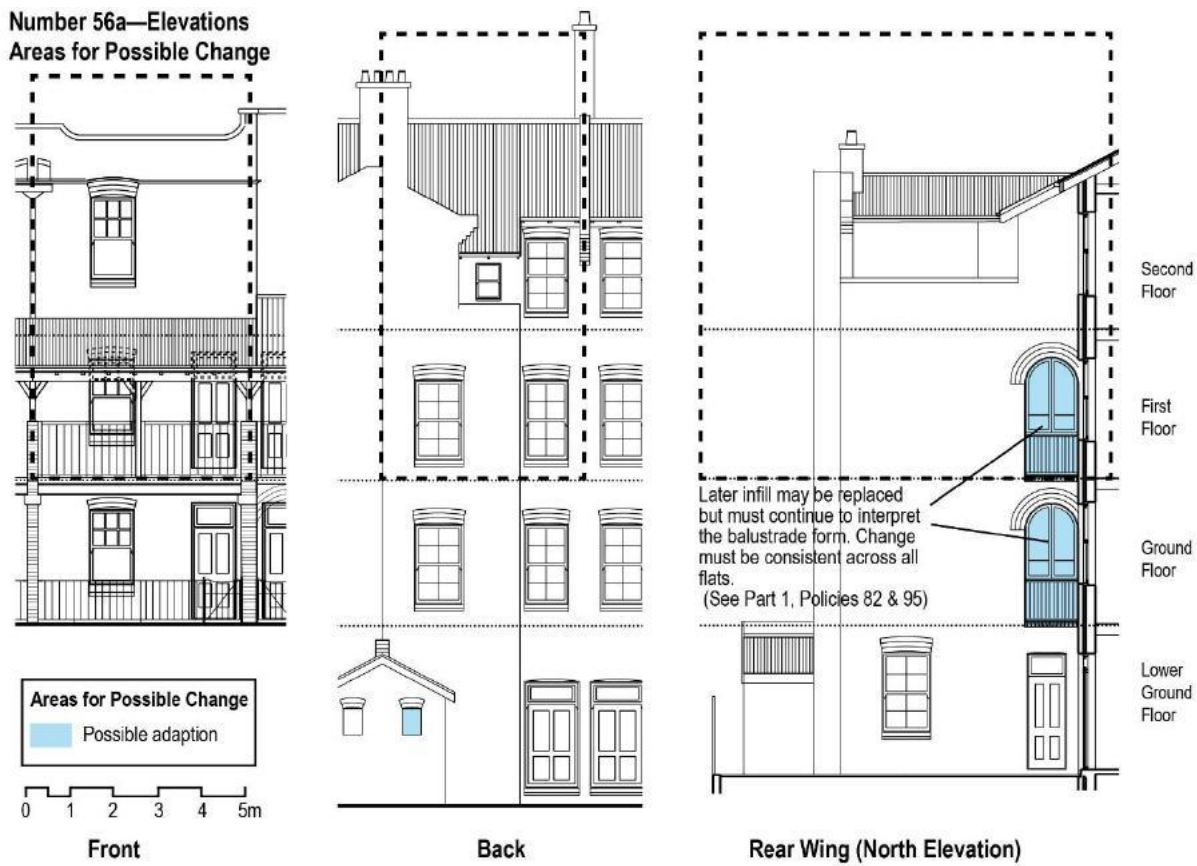 Number 56a—Elevations
Areas for Possible Change
Second
Floor
First
Floor
Later infill may be replaced
but must continue to interpret
the balustrade form. Change
must be consistent across all
flats.
(See Part 1, Policies 82 & 95)
Ground
Floor
Lower
Ground
Floor
Areas for Possible Change
Possible adaption
0 1 2 3 4 5m
Front
Back
Rear Wing (North Elevation)